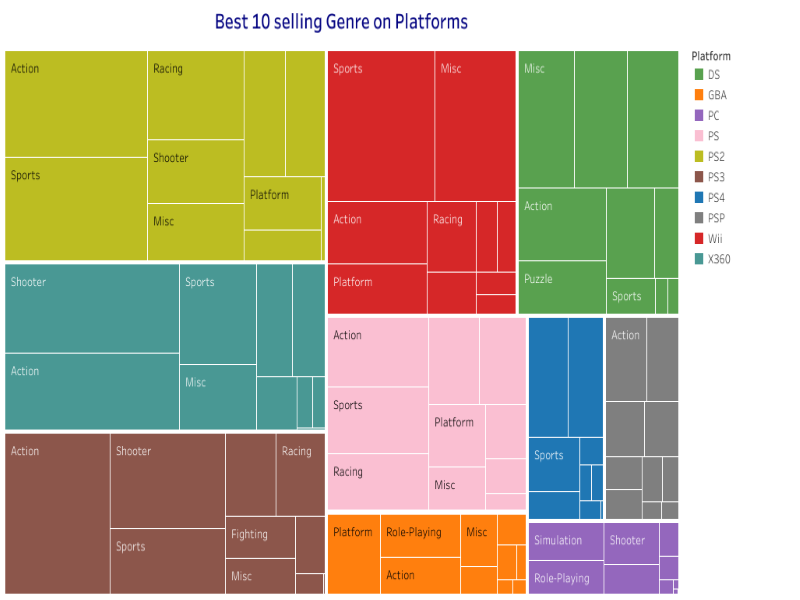 Best 10 selling Genre on Platforms
Action
Racing
Shooter
Sports
Misc
Platform
Sports
Misc
Action
Racing
Platform
Misc
Action
Puzzle
Sports
Shooter
Sports
Action
Misc
Action
Shooter
Racing
Sports
Fighting
Misc
Action
Sports
Platform
Racing
Misc
Sports
Action
Platform
Role-Playing
Misc
Action
Simulation
Shooter
Role-Playing
Platform
DS
GBA
PC
PS
PS2
PS3
PS4
PSP
Wii
X360